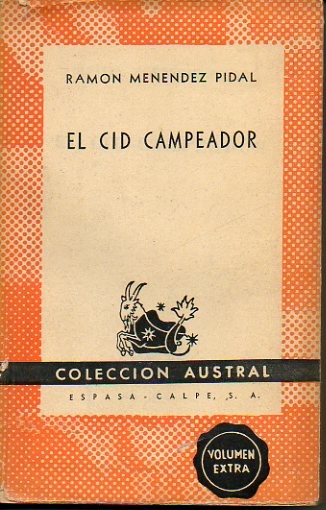 RAMON MENENDEZ PIDAL
EL CID CAMPEADOR
COLECCION AUSTRAL
ESPASA - CALPE, S. A.
VOLUMEN
EXTRA